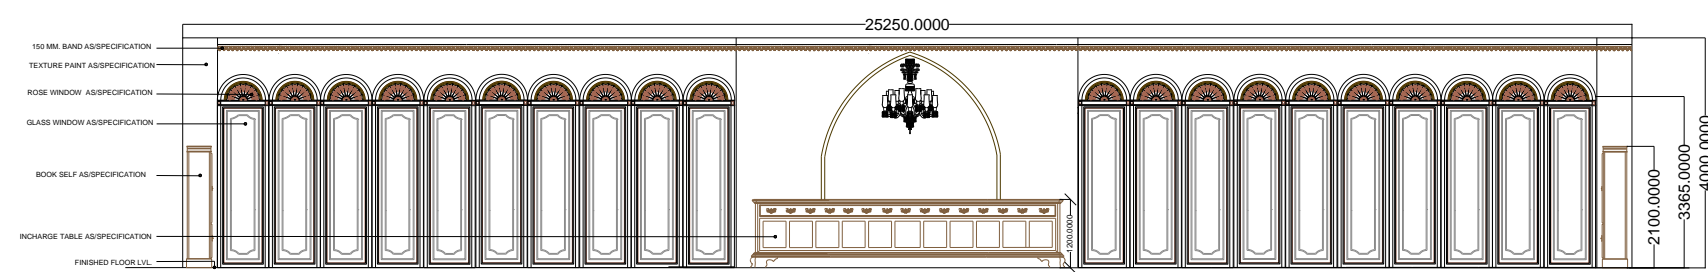 25250.0000
150 MM. BAND AS/SPECIFICATION
TEXTURE PAINT AS/SPECIFICATION
ROSE WINDOW AS/SPECIFICATION
GLASS WINDOW AS/SPECIFICATION
BOOK SELF AS/SPECIFICATION
INCHARGE TABLE AS/SPECIFICATION
FINISHED FLOOR LVL.
1200.0000
2100.0000
33665.0000
4000.0000